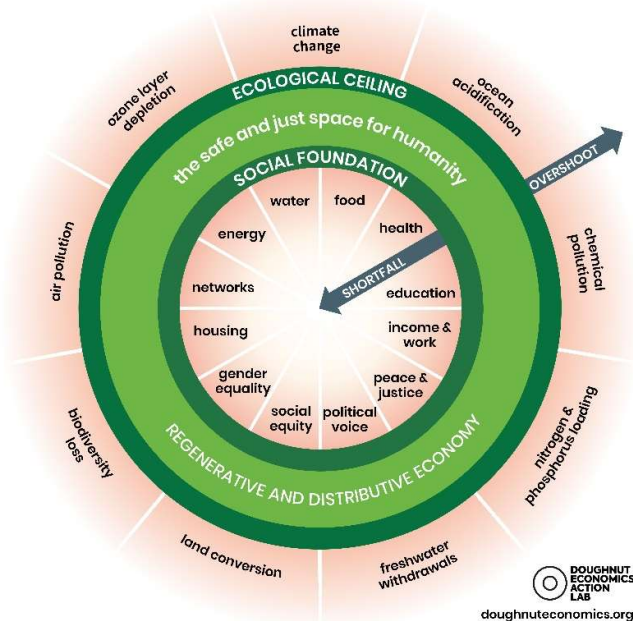 climate
change
ozone layer
depletion
ocean
acidification
ECOLOGICAL CEILING
the safe and just space for humanity
SOCIAL FOUNDATION
OVERSHOOT
water
food
energy
health
SHORTFALL
air pollution
chemical
pollution
networks
education
housing
income &
work
gender
equality
peace &
justice
social
equity
political
voice
REGENERATIVE AND DISTRIBUTIVE ECONOMY
biodiversity
loss
nitrogen &
phosphorus loading
land conversion
freshwater
withdrawals
DOUGHNUT
ECONOMICS
ACTION
LAB
doughnuteconomics.org